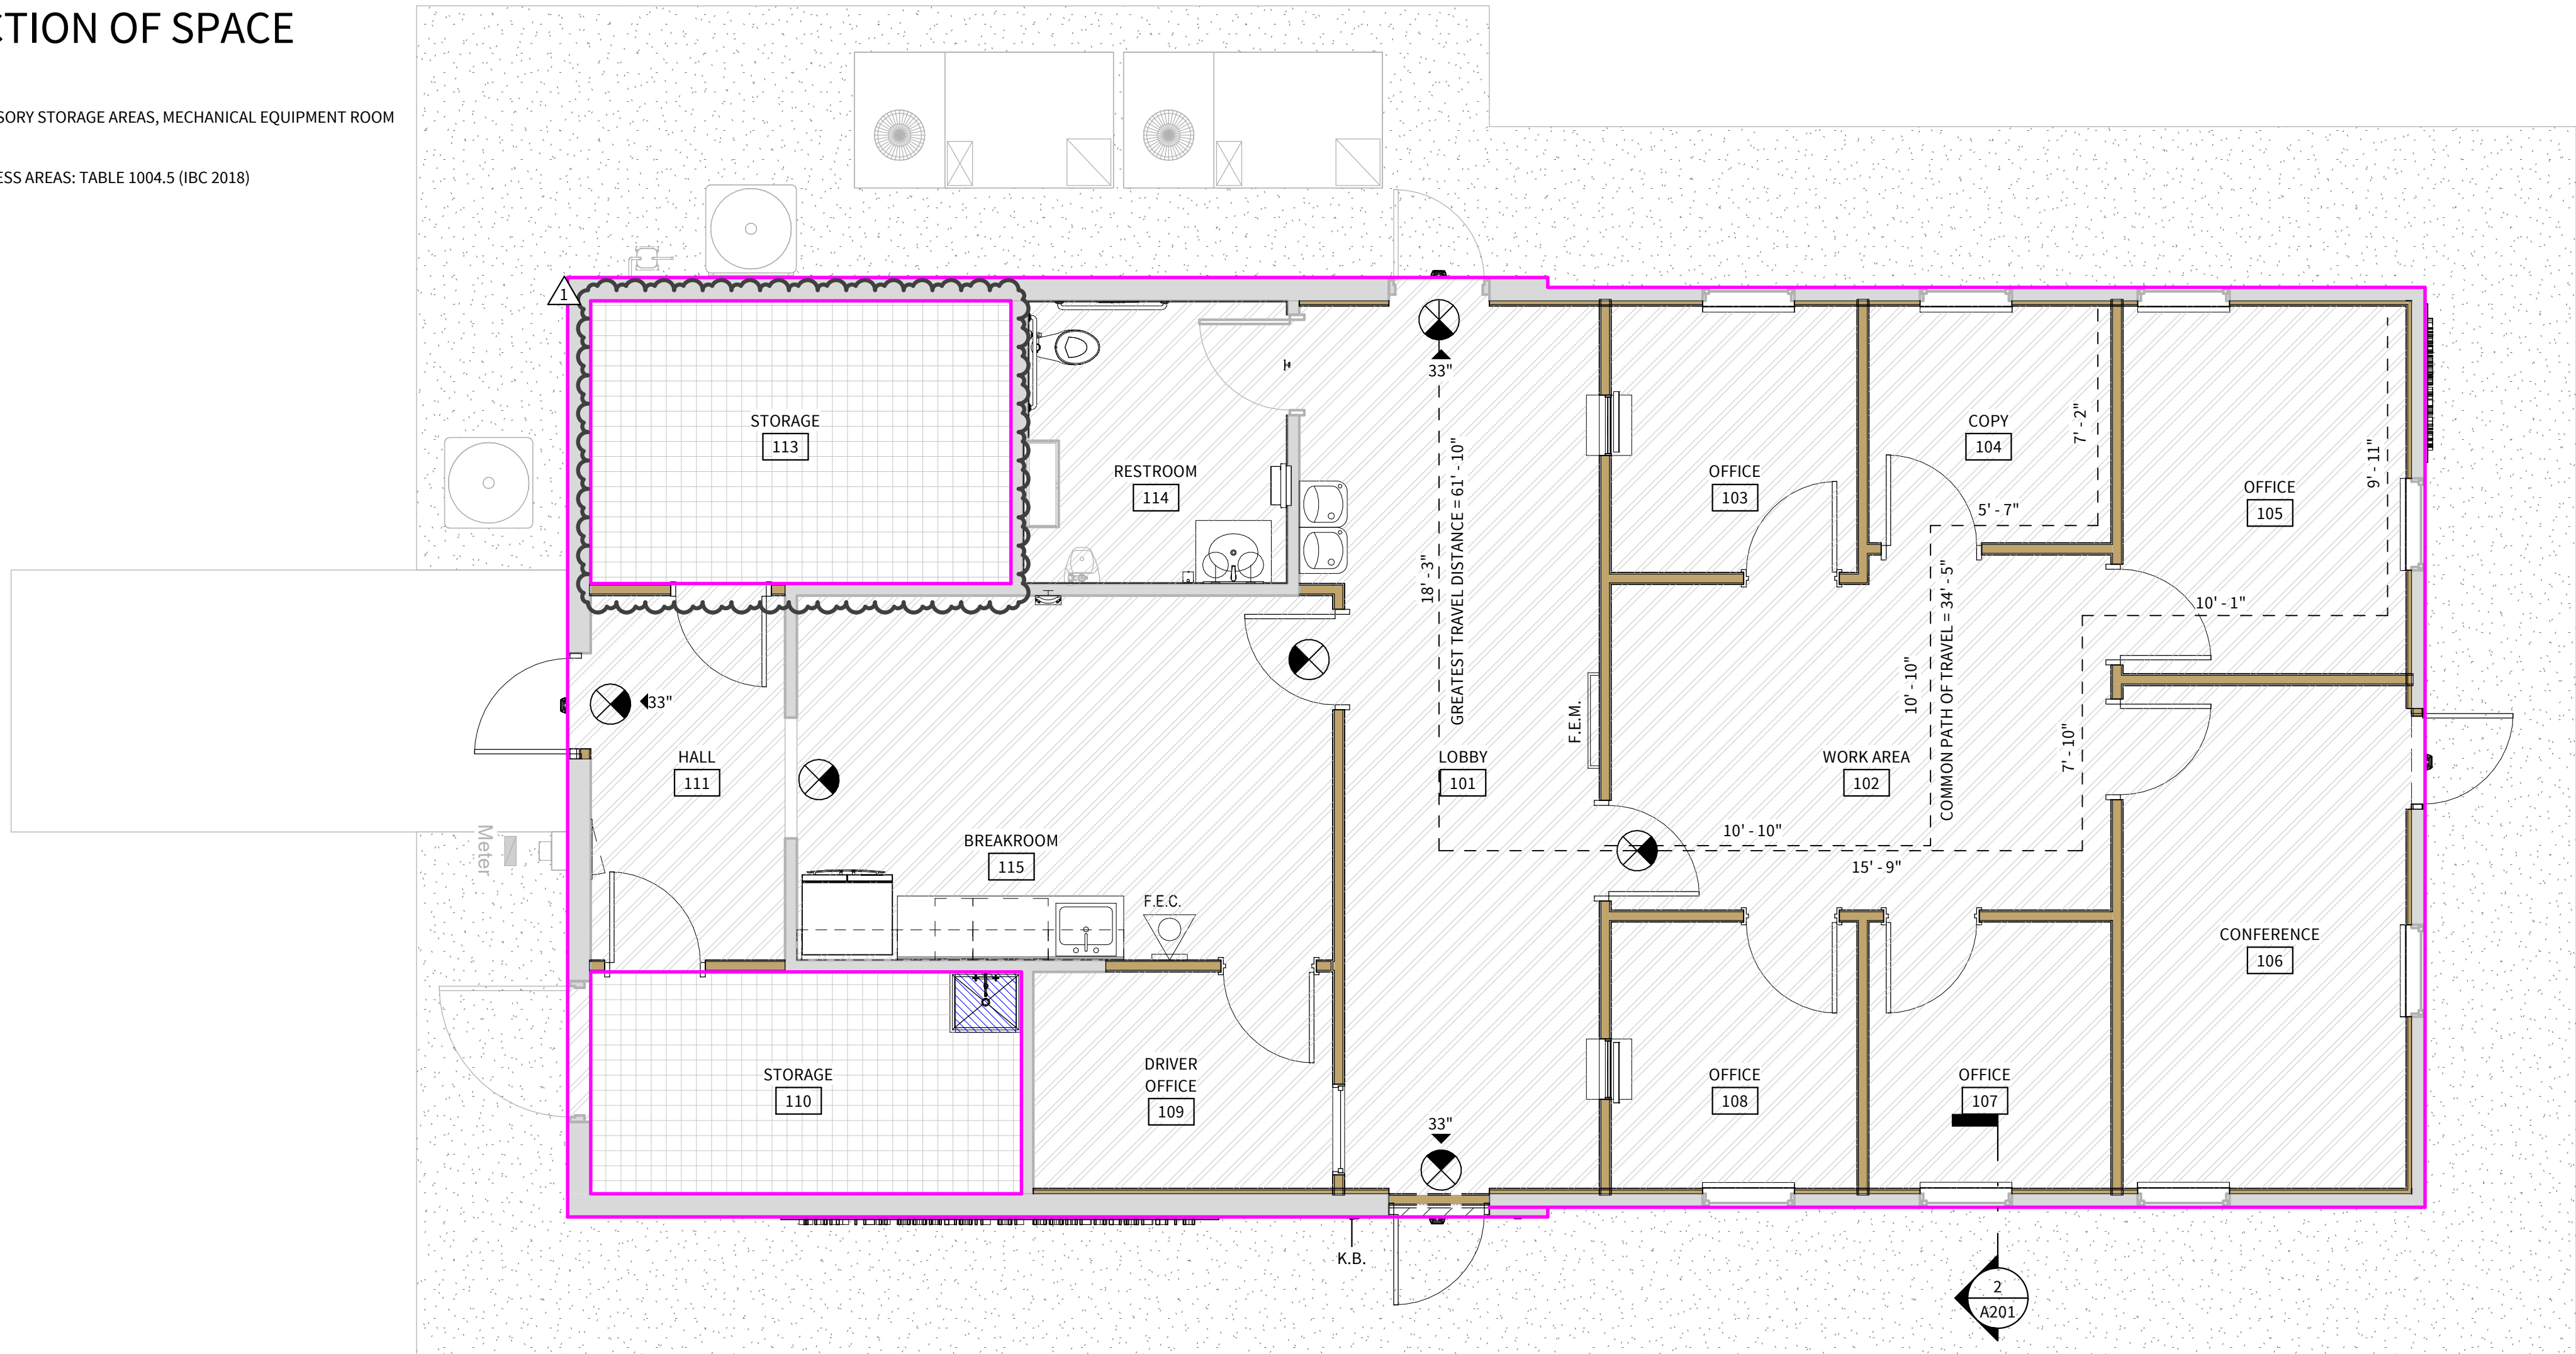 CTION OF SPACE
SORY STORAGE AREAS, MECHANICAL EQUIPMENT ROOM
ESS AREAS: TABLE 1004.5 (IBC 2018)
1
STORAGE
113
RESTROOM
114
33"
18' - 3"
GREATEST TRAVEL DISTANCE = 61' - 10"
OFFICE
103
COPY
104
7' - 2"
5' - 7"
OFFICE
105
9' - 11"
10' - 1"
33"
HALL
111
Meter
BREAKROOM
115
F.E.C.
LOBBY
101
F.E.M.
WORK AREA
102
10' - 10"
COMMON PATH OF TRAVEL = 34' - 5"
7' - 10"
10' - 10"
15' - 9"
CONFERENCE
106
STORAGE
110
DRIVER
OFFICE
109
33"
OFFICE
108
OFFICE
107
K.B.
2
A201